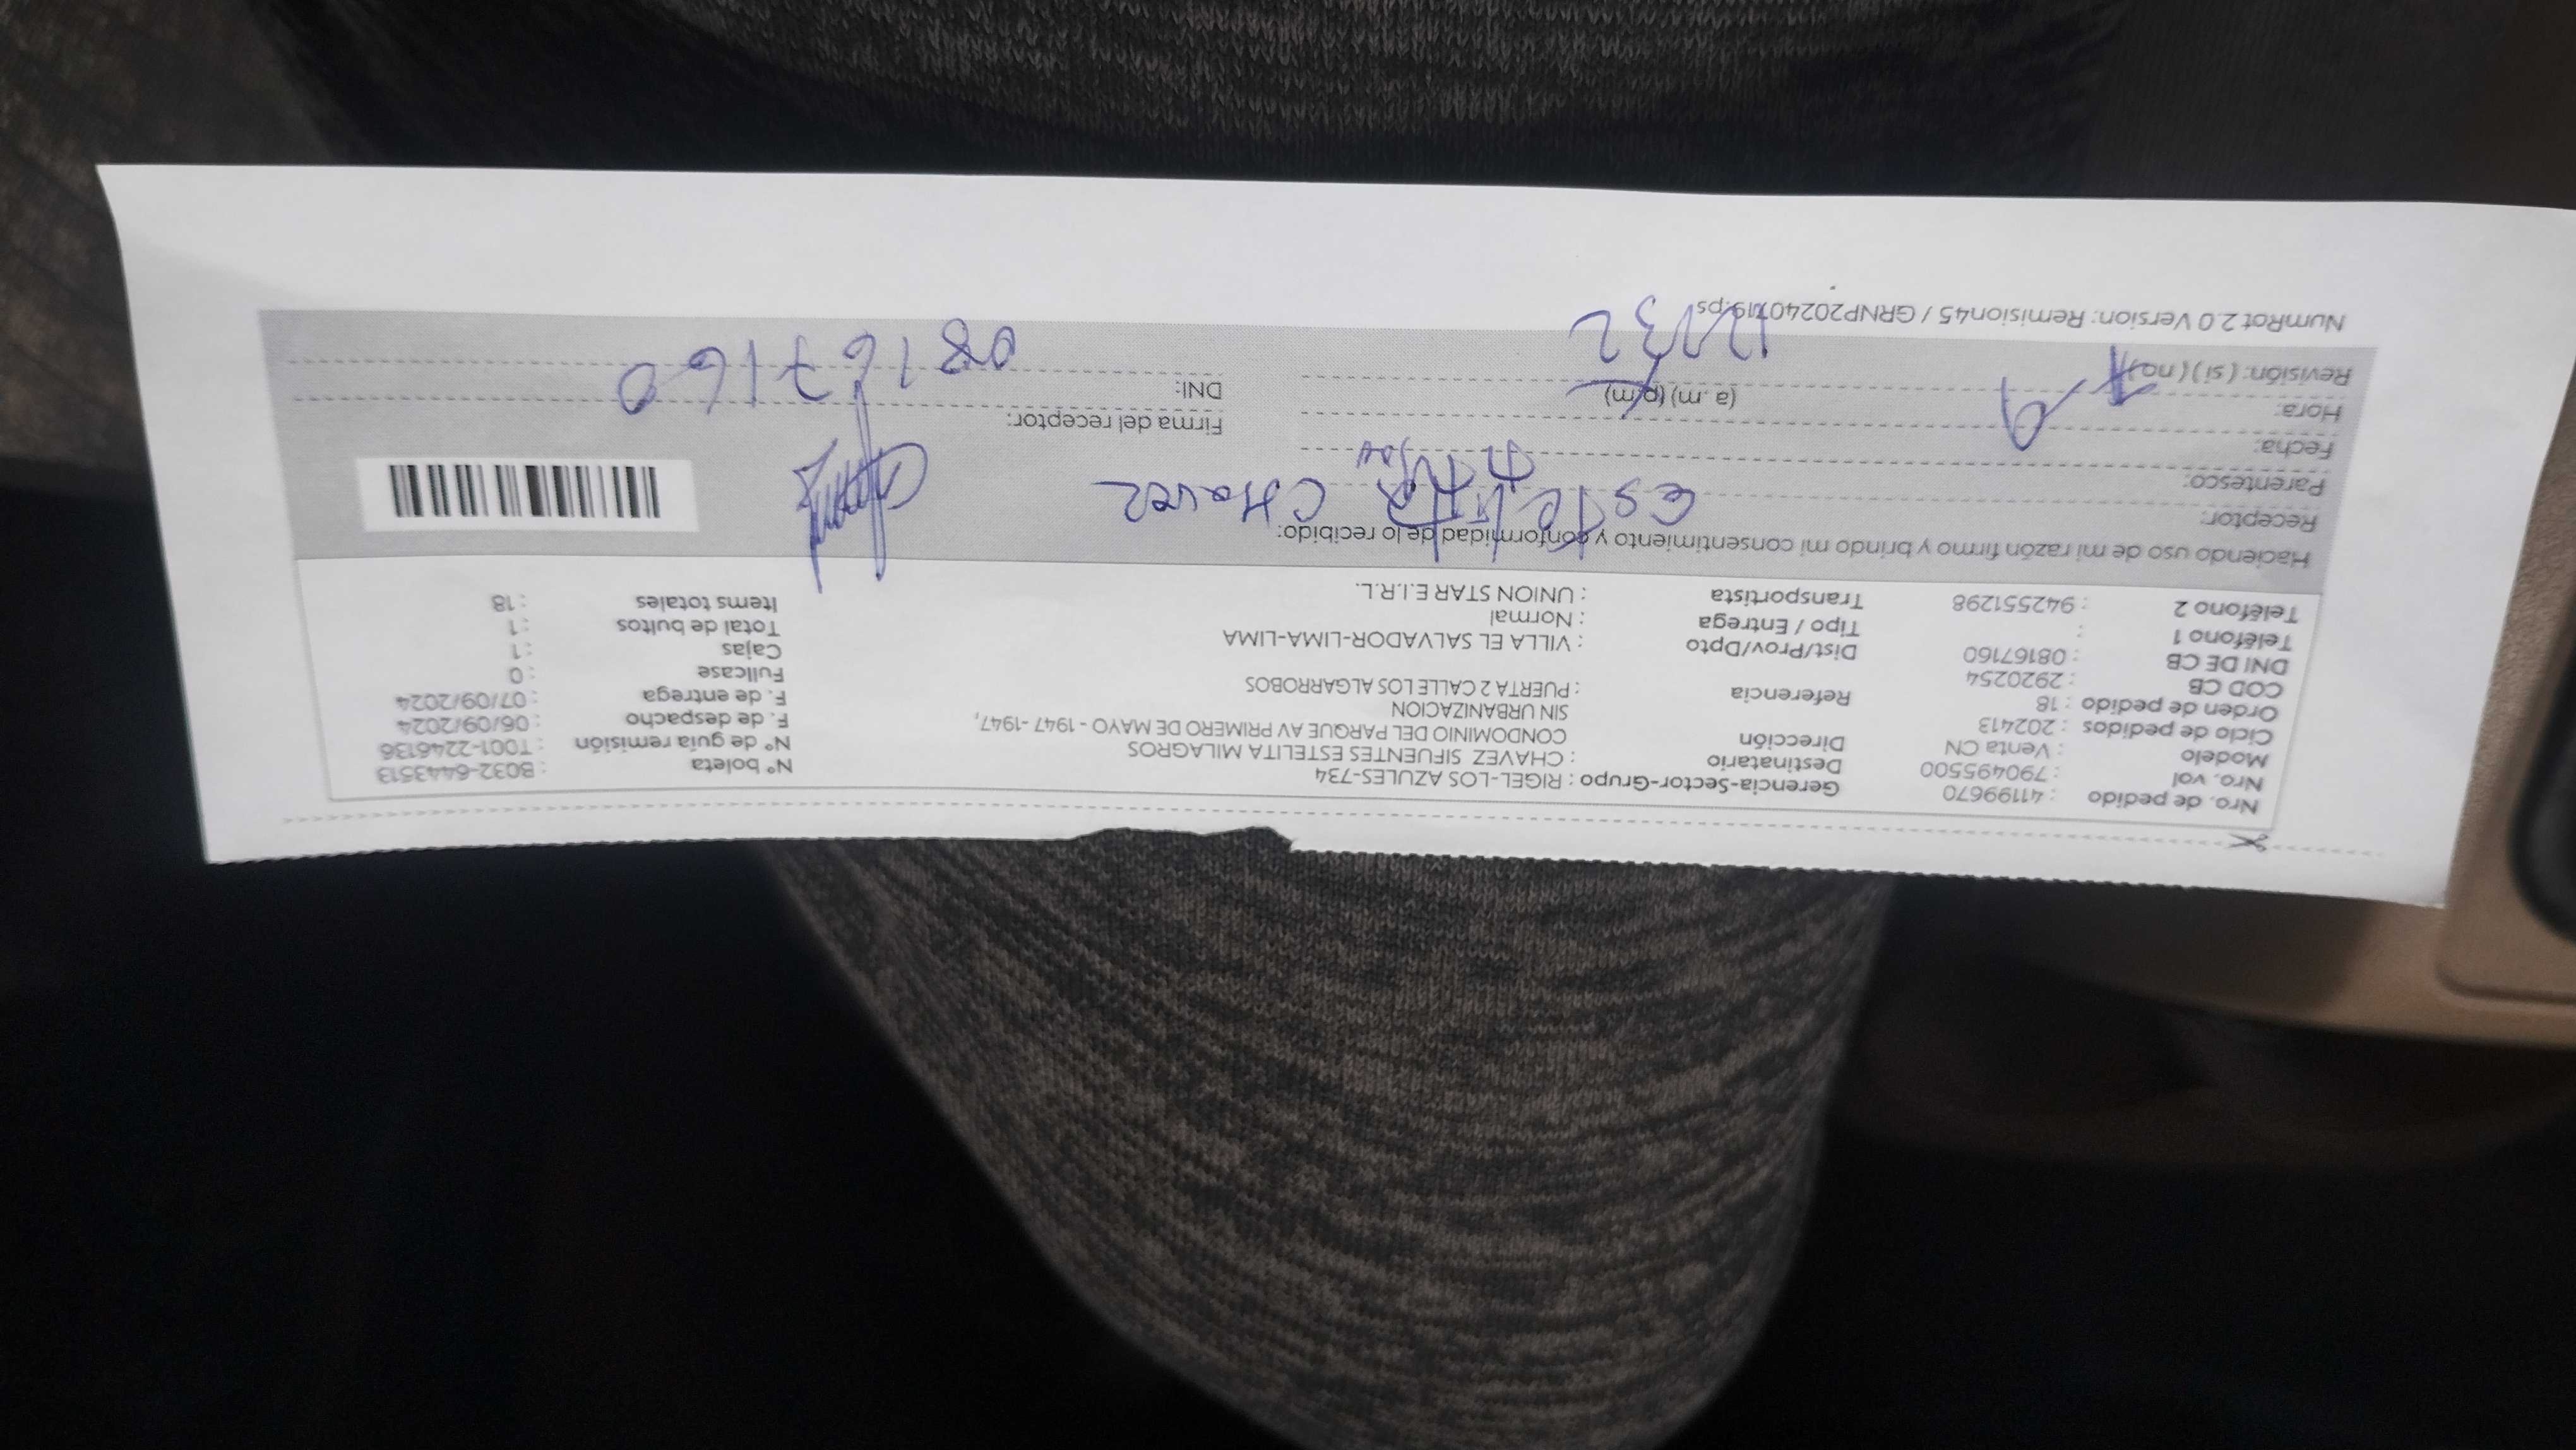 Nro. de pedido : 41199670
Nro. vol : 790495500
Modelo : Venta CN
Ciclo de pedidos : 202413
Orden de pedido : 18
COD CB : 2920254
DNI DE CB : 08167160
Teléfono 1 :
Teléfono 2 : 942551298
Gerencia-Sector-Grupo : RIGEL-LOS AZULES-734
Destinatario : CHAVEZ SIFUENTES ESTELITA MILAGROS
Dirección CONDOMINIO DEL PARQUE AV PRIMERO DE MAYO - 1947 -1947,
SIN URBANIZACION
Referencia : PUERTA 2 CALLE LOS ALGARROBOS
Dist/Prov/Dpto : VILLA EL SALVADOR-LIMA-LIMA
Tipo / Entrega : Normal
Transportista : UNION STAR E.I.R.L.
N° boleta : B032-6443513
N° de guía remisión : T001-2246136
F. de despacho : 06/09/2024
F. de entrega : 07/09/2024
Fullcase : 0
Cajas : 1
Total de bultos : 1
Items totales : 18
Haciendo uso de mi razón firmo y brindo mi consentimiento y conformidad de lo recibido:
Receptor: Chavez
Parentesco:
Fecha:
Hora: (a. m.) (p.m)
Revisión: ( si ) ( no )
Firma del receptor:
DNI: 08167160
NumRot 2.0 Version: Remision45 / GRNP20240719.ps